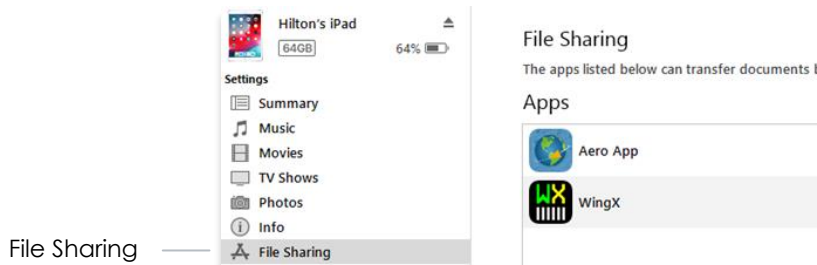 Hilton's iPad
64GB
64%
Settings
Summary
Music
Movies
TV Shows
Photos
Info
File Sharing
File Sharing
File Sharing
The apps listed below can transfer documents
Apps
Aero App
WX
WingX